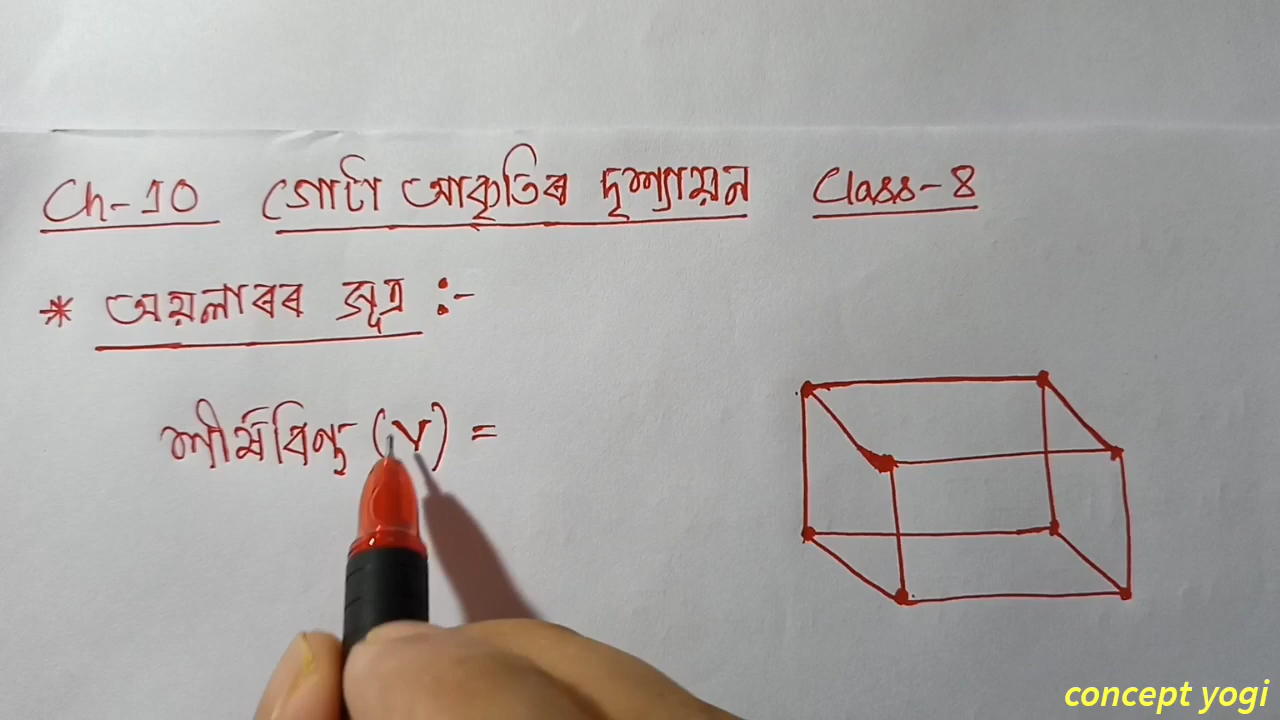 Ch-10 গোটা আকৃতিৰ দৃশ্যায়ন Class-8
* অয়লাৰৰ সূত্ৰ :-
শীৰ্ষবিন্দু (V) =
concept yogi